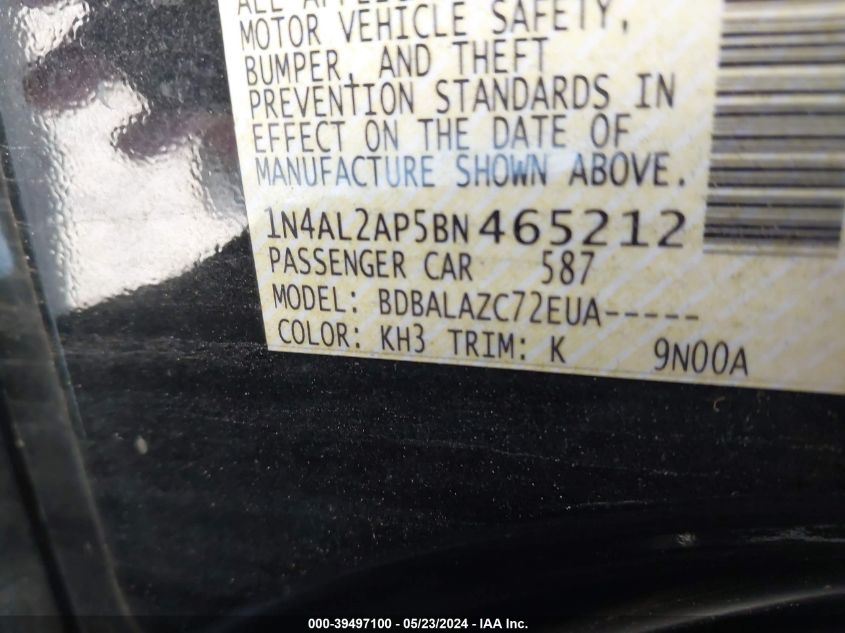 ALL
MOTOR VEHICLE SAFETY,
BUMPER, AND THEFT
PREVENTION STANDARDS IN
EFFECT ON THE DATE OF
MANUFACTURE SHOWN ABOVE.
1N4AL2AP5BN465212
PASSENGER CAR 587
MODEL: BDBALAZC72EUA-----
COLOR: KH3 TRIM: K 9N00A
000-39497100 — 05/23/2024 — IAA Inc.